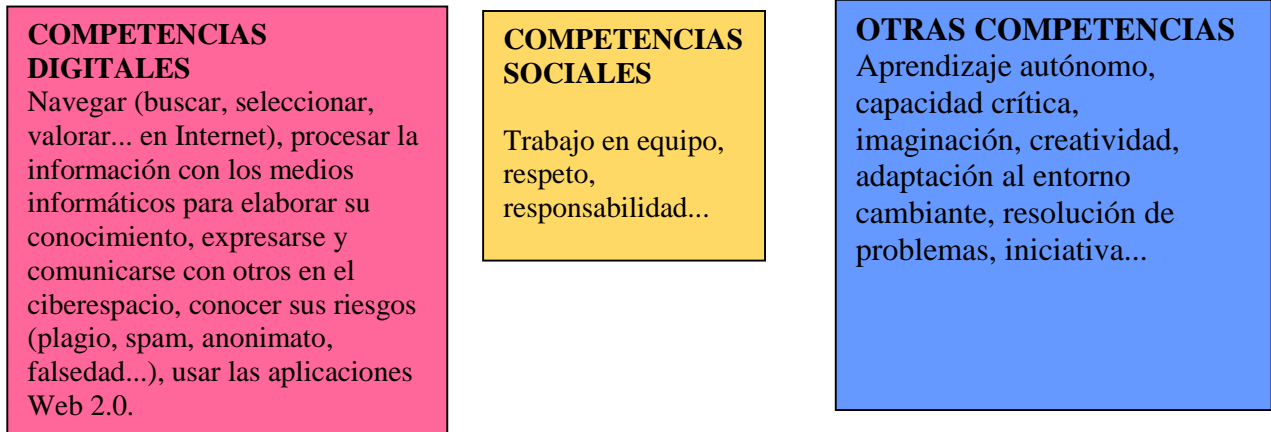 COMPETENCIAS
DIGITALES
Navegar (buscar, seleccionar,
valorar... en Internet), procesar la
información con los medios
informáticos para elaborar su
conocimiento, expresarse y
comunicarse con otros en el
ciberespacio, conocer sus riesgos
(plagio, spam, anonimato,
falsedad...), usar las aplicaciones
Web 2.0.
COMPETENCIAS
SOCIALES
Trabajo en equipo,
respeto,
responsabilidad...
OTRAS COMPETENCIAS
Aprendizaje autónomo,
capacidad crítica,
imaginación, creatividad,
adaptación al entorno
cambiante, resolución de
problemas, iniciativa...